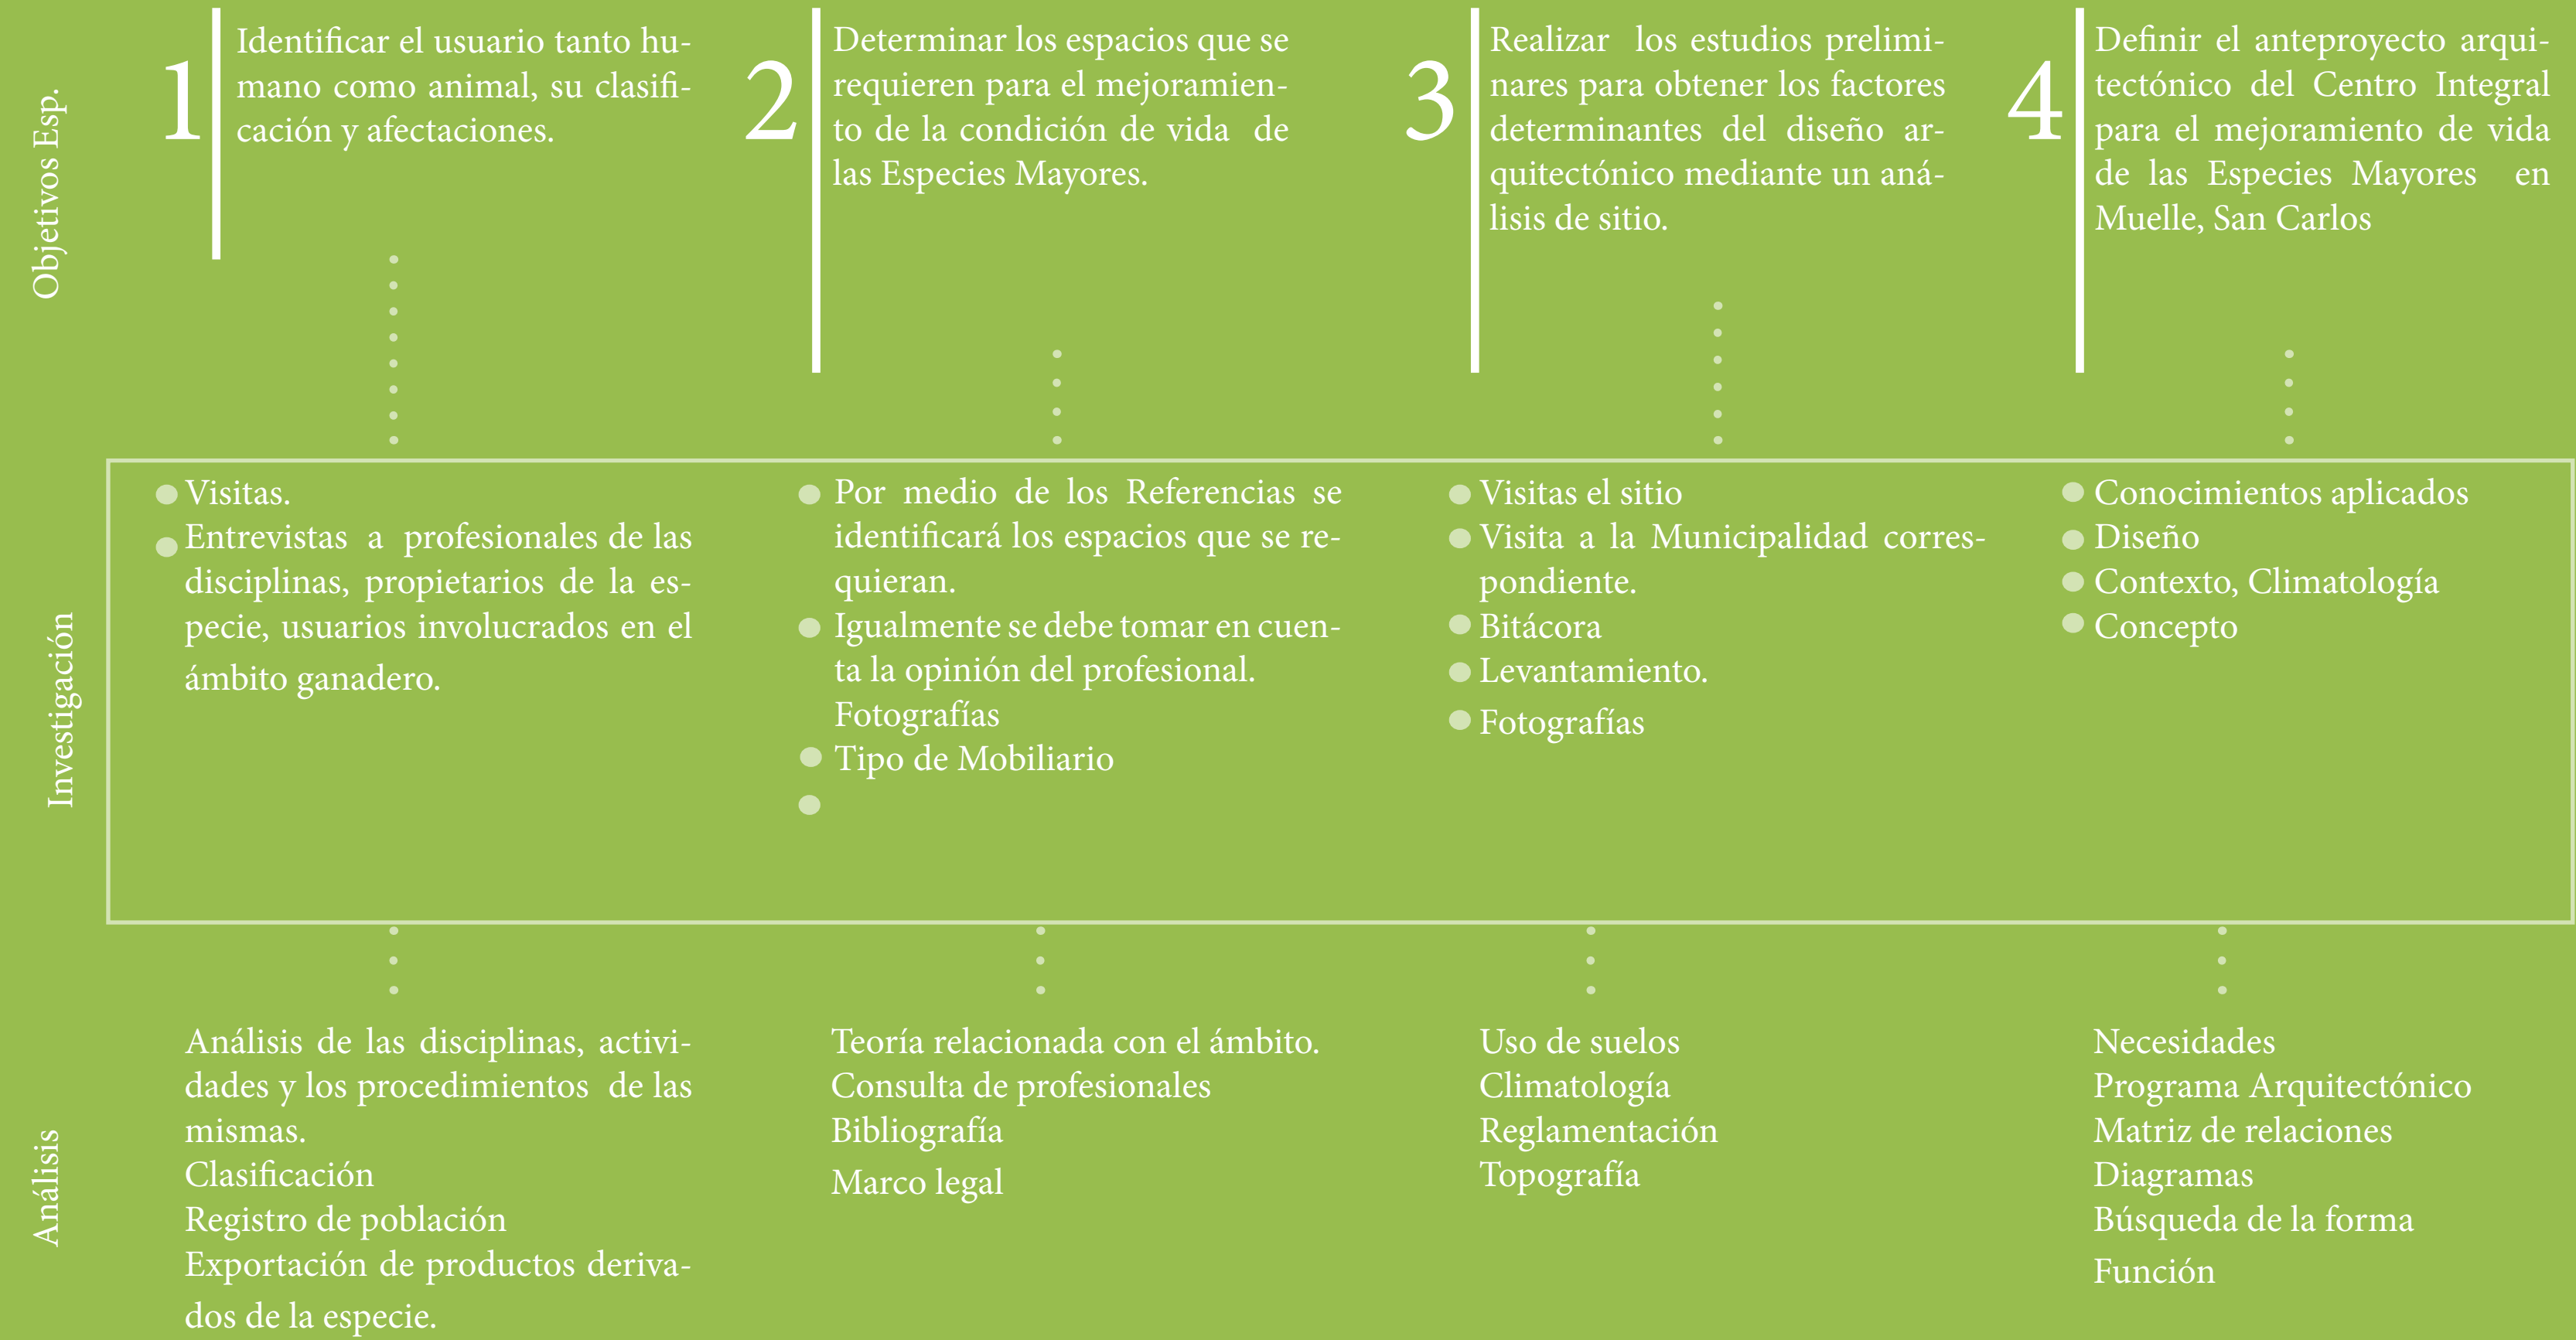 Objetivos Esp.
1
Identificar el usuario tanto hu-
mano como animal, su clasifi-
cación y afectaciones.
2
Determinar los espacios que se
requieren para el mejoramien-
to de la condición de vida de
las Especies Mayores.
3
Realizar los estudios prelimi-
nares para obtener los factores
determinantes del diseño ar-
quitectónico mediante un aná-
lisis de sitio.
4
Definir el anteproyecto arqui-
tectónico del Centro Integral
para el mejoramiento de vida
de las Especies Mayores en
Muelle, San Carlos
Investigación
Visitas.
Entrevistas a profesionales de las
disciplinas, propietarios de la es-
pecie, usuarios involucrados en el
ámbito ganadero.
Por medio de los Referencias se
identificará los espacios que se re-
quieran.
Igualmente se debe tomar en cuen-
ta la opinión del profesional.
Fotografías
Tipo de Mobiliario
Visitas el sitio
Visita a la Municipalidad corres-
pondiente.
Bitácora
Levantamiento.
Fotografías
Conocimientos aplicados
Diseño
Contexto, Climatología
Concepto
Análisis
Análisis de las disciplinas, activi-
dades y los procedimientos de las
mismas.
Clasificación
Registro de población
Exportación de productos deriva-
dos de la especie.
Teoría relacionada con el ámbito.
Consulta de profesionales
Bibliografía
Marco legal
Uso de suelos
Climatología
Reglamentación
Topografía
Necesidades
Programa Arquitectónico
Matriz de relaciones
Diagramas
Búsqueda de la forma
Función